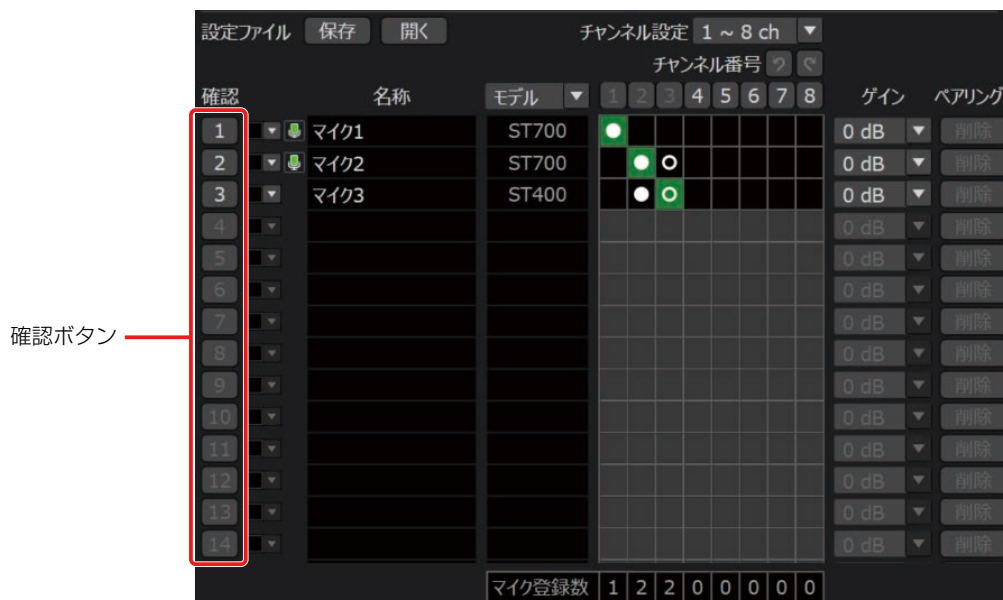 設定ファイル 保存 開く チャンネル設定 1 ~ 8 ch
チャンネル番号
確認 名称 モデル 1 2 3 4 5 6 7 8 ゲイン ペアリング
1 マイク1 ST700 0 dB 削除
2 マイク2 ST700 0 dB 削除
3 マイク3 ST400 0 dB 削除
4 0 dB 削除
5 0 dB 削除
6 0 dB 削除
確認ボタン 7 0 dB 削除
8 0 dB 削除
9 0 dB 削除
10 0 dB 削除
11 0 dB 削除
12 0 dB 削除
13 0 dB 削除
14 0 dB 削除
マイク登録数 1 2 2 0 0 0 0 0